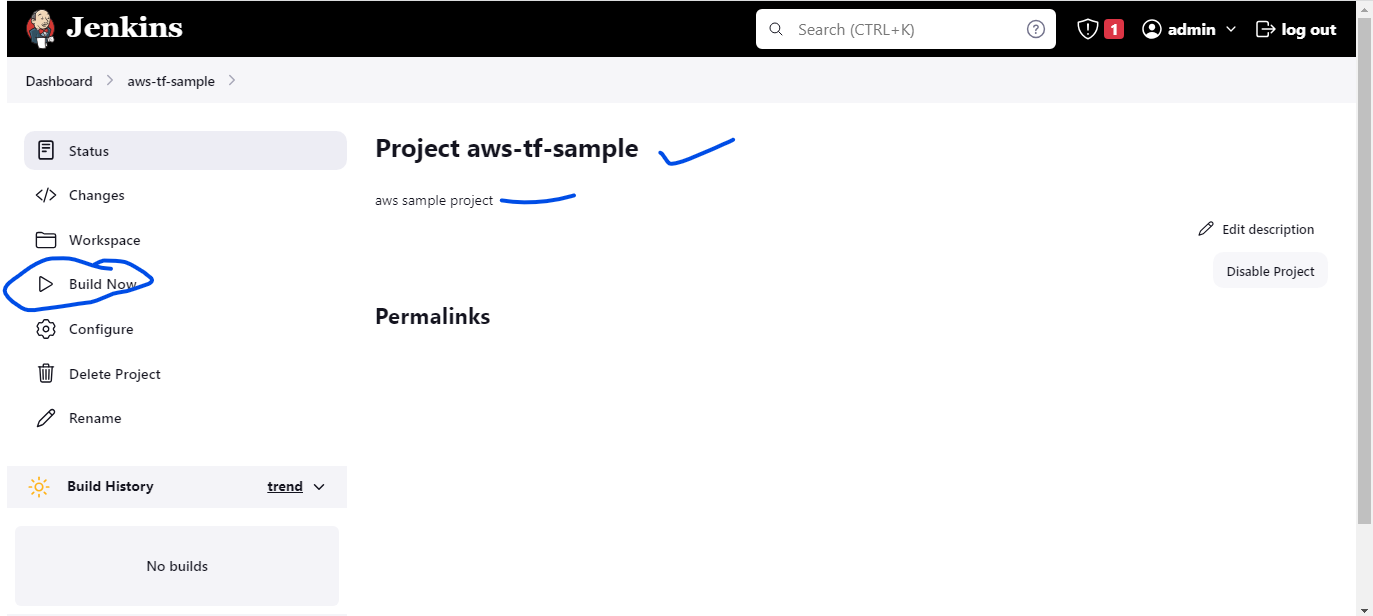 Jenkins
Search (CTRL+K)
?
1
admin
log out
Dashboard
aws-tf-sample
Status
Changes
Workspace
Build Now
Configure
Delete Project
Rename
Build History
trend
No builds
Project aws-tf-sample
aws sample project
Edit description
Disable Project
Permalinks